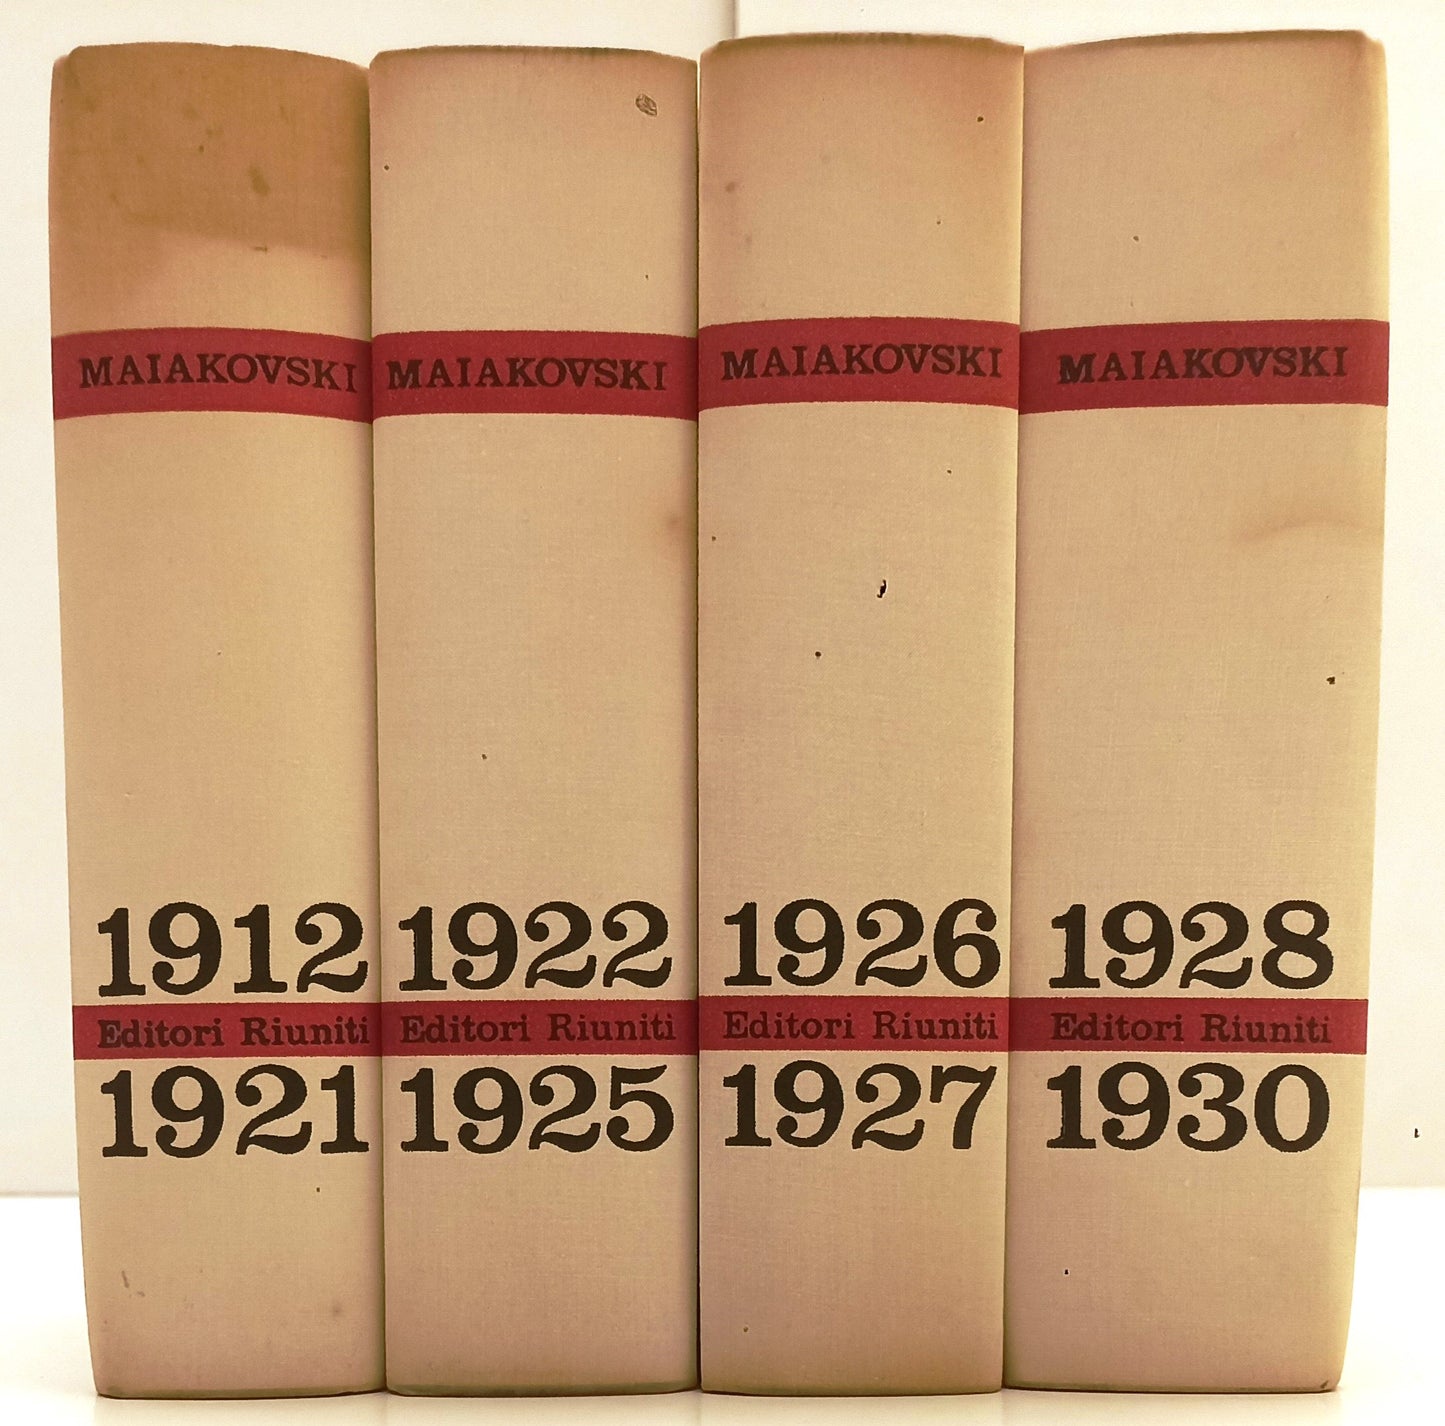 MAIAKOVSKI
1912
Editori Riuniti
1921
MAIAKOVSKI
1922
Editori Riuniti
1925
MAIAKOVSKI
1926
Editori Riuniti
1927
MAIAKOVSKI
1928
Editori Riuniti
1930